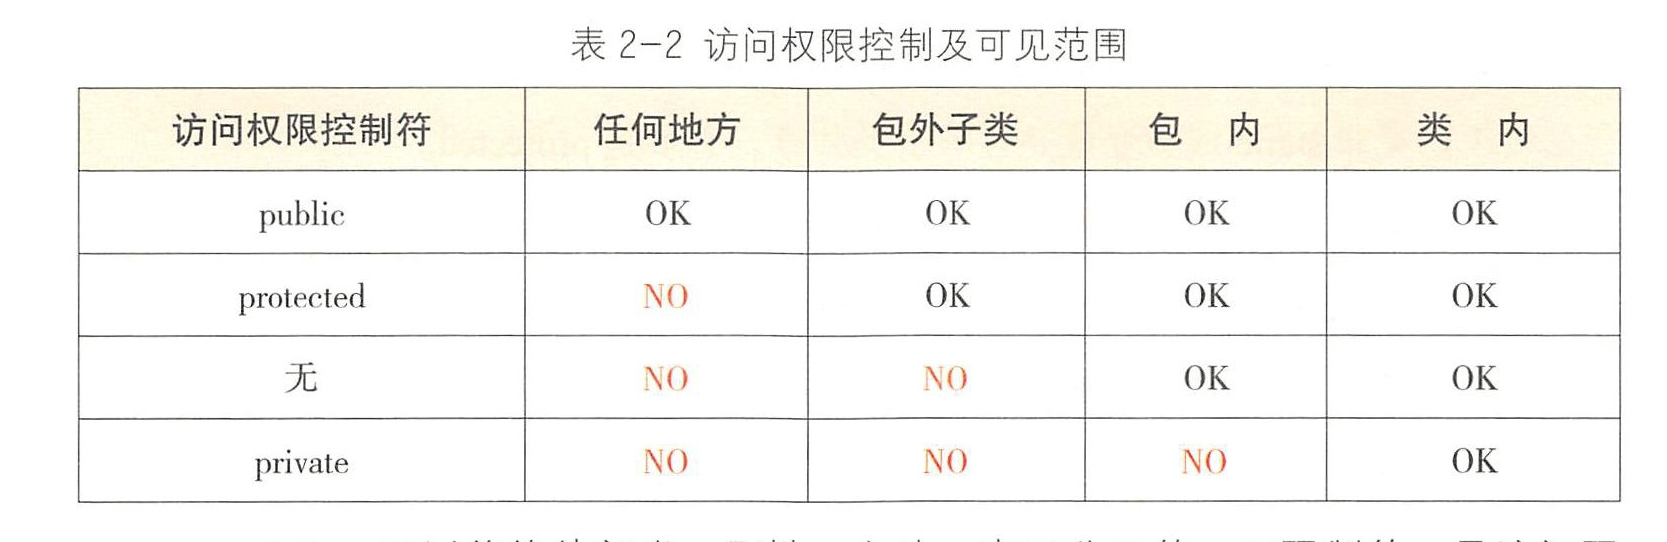 表 2-2 访问权限控制及可见范围
访问权限控制符 任何地方 包外子类 包 内 类 内
public OK OK OK OK
protected NO OK OK OK
无 NO NO OK OK
private NO NO NO OK